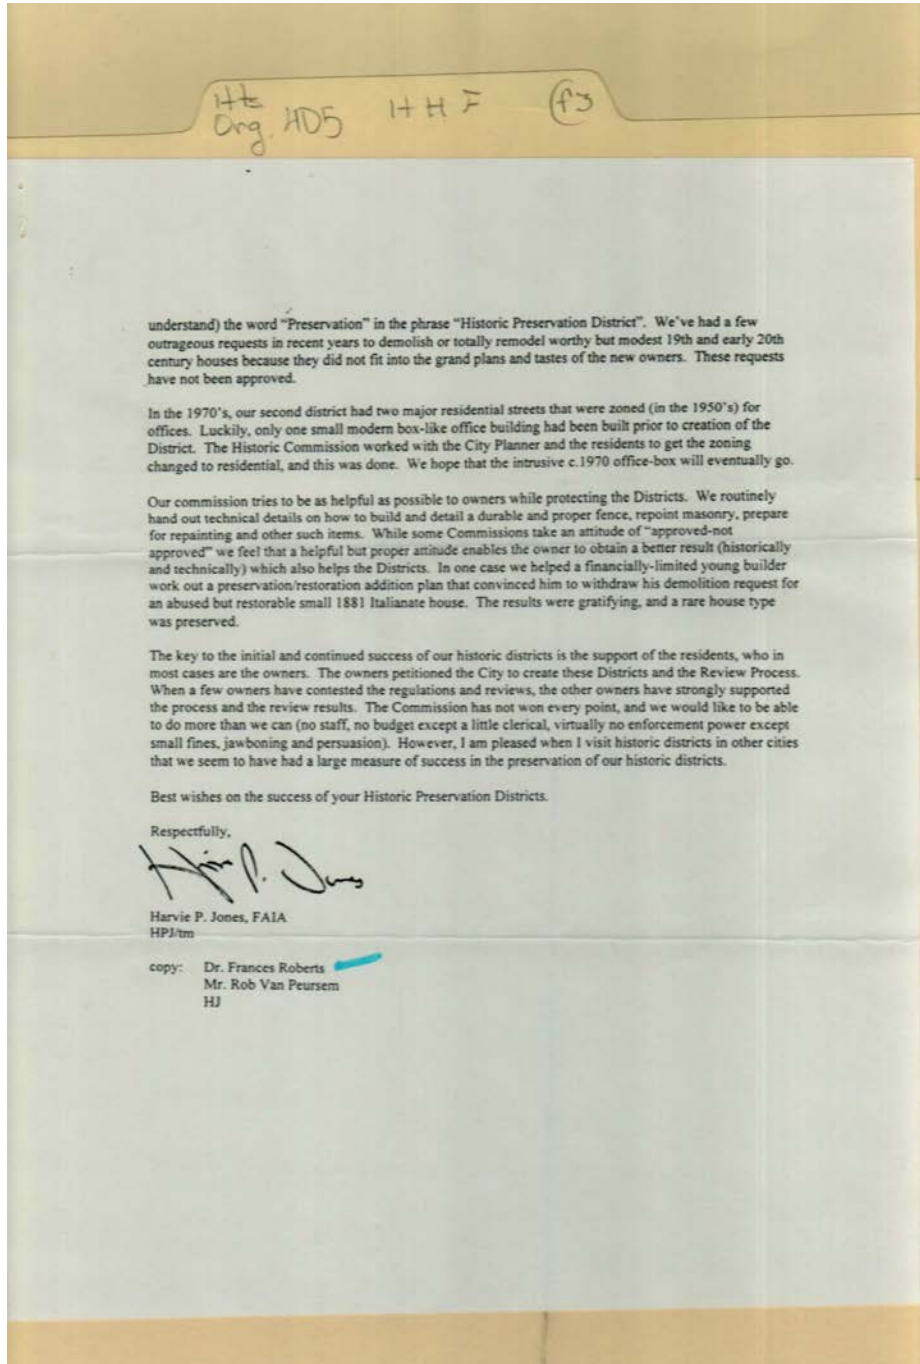 Hts
Org. HD5 H H F f3
understand) the word “Preservation” in the phrase “Historic Preservation District”. We’ve had a few
outrageous requests in recent years to demolish or totally remodel worthy but modest 19th and early 20th
century houses because they did not fit into the grand plans and tastes of the new owners. These requests
have not been approved.
In the 1970’s, our second district had two major residential streets that were zoned (in the 1950’s) for
offices. Luckily, only one small modern box-like office building had been built prior to creation of the
District. The Historic Commission worked with the City Planner and the residents to get the zoning
changed to residential, and this was done. We hope that the intrusive c.1970 office-box will eventually go.
Our commission tries to be as helpful as possible to owners while protecting the Districts. We routinely
hand out technical details on how to build and detail a durable and proper fence, repoint masonry, prepare
for repainting and other such items. While some Commissions take an attitude of “approved-not
approved” we feel that a helpful but proper attitude enables the owner to obtain a better result (historically
and technically) which also helps the Districts. In one case we helped a financially-limited young builder
work out a preservation/restoration addition plan that convinced him to withdraw his demolition request for
an abused but restorable small 1881 Italianate house. The results were gratifying, and a rare house type
was preserved.
The key to the initial and continued success of our historic districts is the support of the residents, who in
most cases are the owners. The owners petitioned the City to create these Districts and the Review Process.
When a few owners have contested the regulations and reviews, the other owners have strongly supported
the process and the review results. The Commission has not won every point, and we would like to be able
to do more than we can (no staff, no budget except a little clerical, virtually no enforcement power except
small fines, jawboning and persuasion). However, I am pleased when I visit historic districts in other cities
that we seem to have had a large measure of success in the preservation of our historic districts.
Best wishes on the success of your Historic Preservation Districts.
Respectfully,
Harvie P. Jones
Harvie P. Jones, FAIA
HPJ/tm
copy: Dr. Frances Roberts
Mr. Rob Van Peursem
HJ